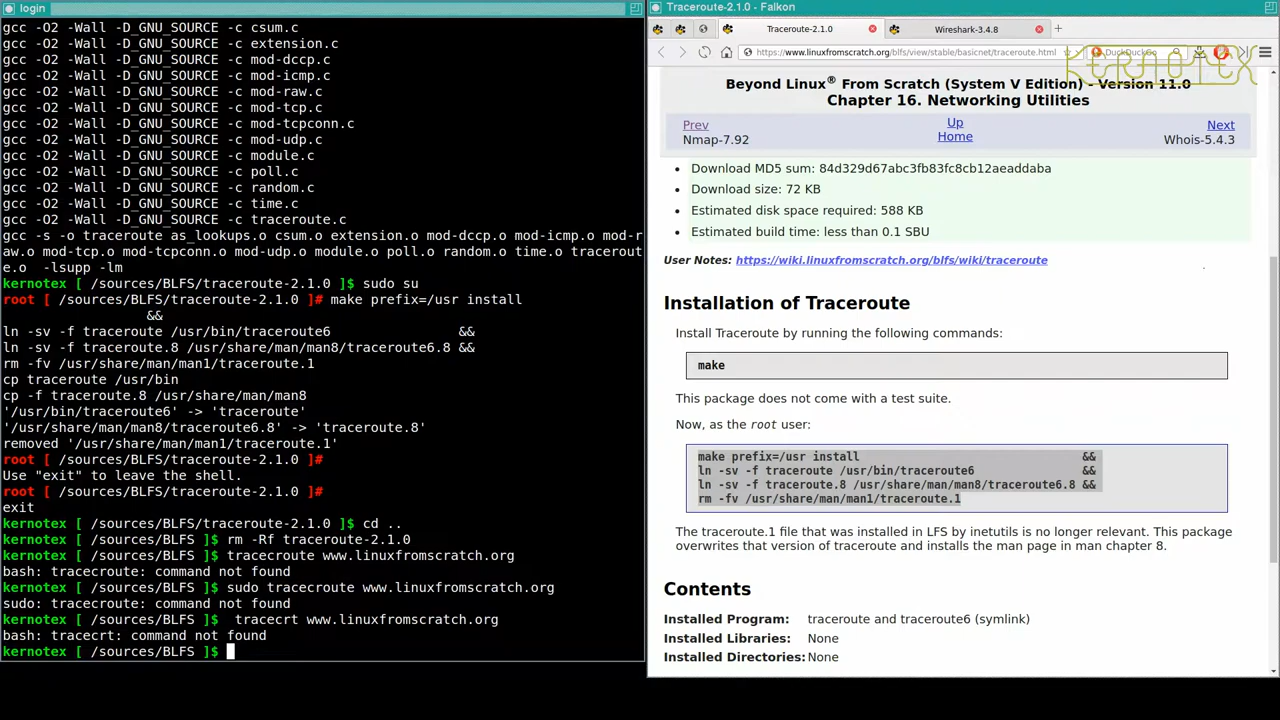 login
gcc -O2 -Wall -D_GNU_SOURCE -c csum.c
gcc -O2 -Wall -D_GNU_SOURCE -c extension.c
gcc -O2 -Wall -D_GNU_SOURCE -c mod-dccp.c
gcc -O2 -Wall -D_GNU_SOURCE -c mod-icmp.c
gcc -O2 -Wall -D_GNU_SOURCE -c mod-raw.c
gcc -O2 -Wall -D_GNU_SOURCE -c mod-tcp.c
gcc -O2 -Wall -D_GNU_SOURCE -c mod-tcpconn.c
gcc -O2 -Wall -D_GNU_SOURCE -c mod-udp.c
gcc -O2 -Wall -D_GNU_SOURCE -c module.c
gcc -O2 -Wall -D_GNU_SOURCE -c poll.c
gcc -O2 -Wall -D_GNU_SOURCE -c random.c
gcc -O2 -Wall -D_GNU_SOURCE -c time.c
gcc -O2 -Wall -D_GNU_SOURCE -c traceroute.c
gcc -s -o traceroute as_lookups.o csum.o extension.o mod-dccp.o mod-icmp.o mod-r
aw.o mod-tcp.o mod-tcpconn.o mod-udp.o module.o poll.o random.o time.o tracerout
e.o  -lsupp -lm
kernotex [ /sources/BLFS/traceroute-2.1.0 ]$ sudo su
root [ /sources/BLFS/traceroute-2.1.0 ]# make prefix=/usr install
&&
ln -sv -f traceroute /usr/bin/traceroute6                &&
ln -sv -f traceroute.8 /usr/share/man/man8/traceroute6.8 &&
rm -fv /usr/share/man/man1/traceroute.1
cp traceroute /usr/bin
cp -f traceroute.8 /usr/share/man/man8
'/usr/bin/traceroute6' -> 'traceroute'
'/usr/share/man/man8/traceroute6.8' -> 'traceroute.8'
removed '/usr/share/man/man1/traceroute.1'
root [ /sources/BLFS/traceroute-2.1.0 ]#
Use "exit" to leave the shell.
root [ /sources/BLFS/traceroute-2.1.0 ]#
exit
kernotex [ /sources/BLFS/traceroute-2.1.0 ]$ cd ..
kernotex [ /sources/BLFS ]$ rm -Rf traceroute-2.1.0
kernotex [ /sources/BLFS ]$ tracecroute www.linuxfromscratch.org
bash: tracecroute: command not found
kernotex [ /sources/BLFS ]$ sudo tracecroute www.linuxfromscratch.org
sudo: tracecroute: command not found
kernotex [ /sources/BLFS ]$  tracecrt www.linuxfromscratch.org
bash: tracecrt: command not found
kernotex [ /sources/BLFS ]$
Traceroute-2.1.0 - Falkon
Traceroute-2.1.0
Wireshark-3.4.8
https://www.linuxfromscratch.org/blfs/view/stable/basicnet/traceroute.html
DuckDuckGo
KERNOTEX
Beyond Linux® From Scratch (System V Edition) - Version 11.0
Chapter 16. Networking Utilities
Prev
Nmap-7.92
Up
Home
Next
Whois-5.4.3
• Download MD5 sum: 84d329d67abc3fb83fc8cb12aeaddaba
• Download size: 72 KB
• Estimated disk space required: 588 KB
• Estimated build time: less than 0.1 SBU
User Notes: https://wiki.linuxfromscratch.org/blfs/wiki/traceroute
Installation of Traceroute
Install Traceroute by running the following commands:
make
This package does not come with a test suite.
Now, as the root user:
make prefix=/usr install                                 &&
ln -sv -f traceroute /usr/bin/traceroute6                &&
ln -sv -f traceroute.8 /usr/share/man/man8/traceroute6.8 &&
rm -fv /usr/share/man/man1/traceroute.1
The traceroute.1 file that was installed in LFS by inetutils is no longer relevant. This package
overwrites that version of traceroute and installs the man page in man chapter 8.
Contents
Installed Program: traceroute and traceroute6 (symlink)
Installed Libraries: None
Installed Directories: None